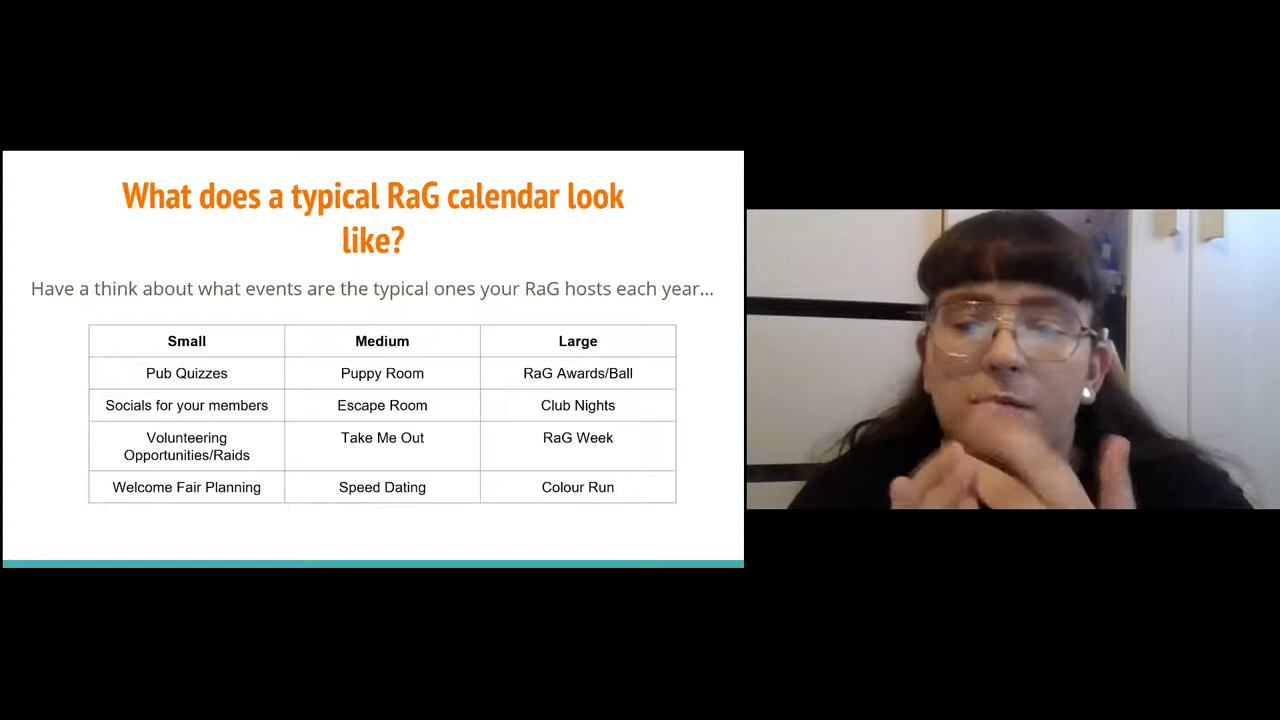 What does a typical RaG calendar look
like?
Have a think about what events are the typical ones your RaG hosts each year...
Small Medium Large
Pub Quizzes Puppy Room RaG Awards/Ball
Socials for your members Escape Room Club Nights
Volunteering Opportunities/Raids Take Me Out RaG Week
Welcome Fair Planning Speed Dating Colour Run